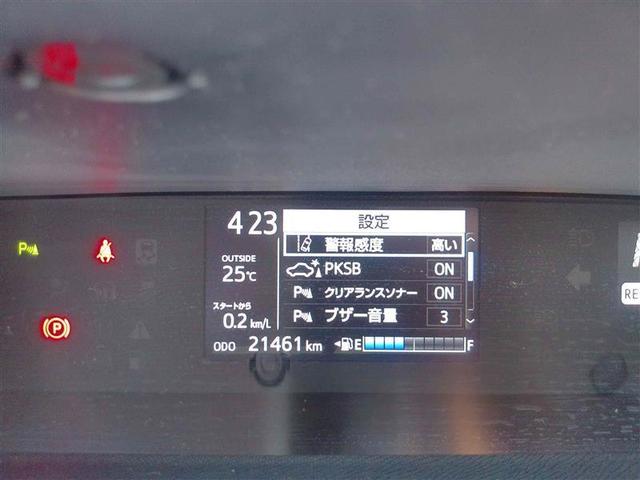 4 23
設定
警報感度 高い
OUTSIDE
25℃
PKSB ON
P クリアランスソナー ON
スタートから
0.2 km/L
P ブザー音量 3
ODO 21461 km
E F
P
P
RE